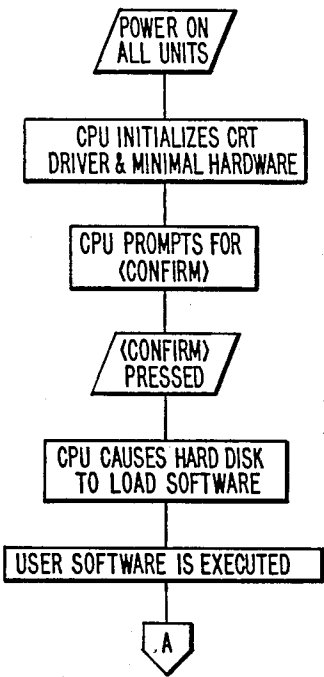 POWER ON
ALL UNITS
CPU INITIALIZES CRT
DRIVER & MINIMAL HARDWARE
CPU PROMPTS FOR
⟨CONFIRM⟩
⟨CONFIRM⟩
PRESSED
CPU CAUSES HARD DISK
TO LOAD SOFTWARE
USER SOFTWARE IS EXECUTED
A